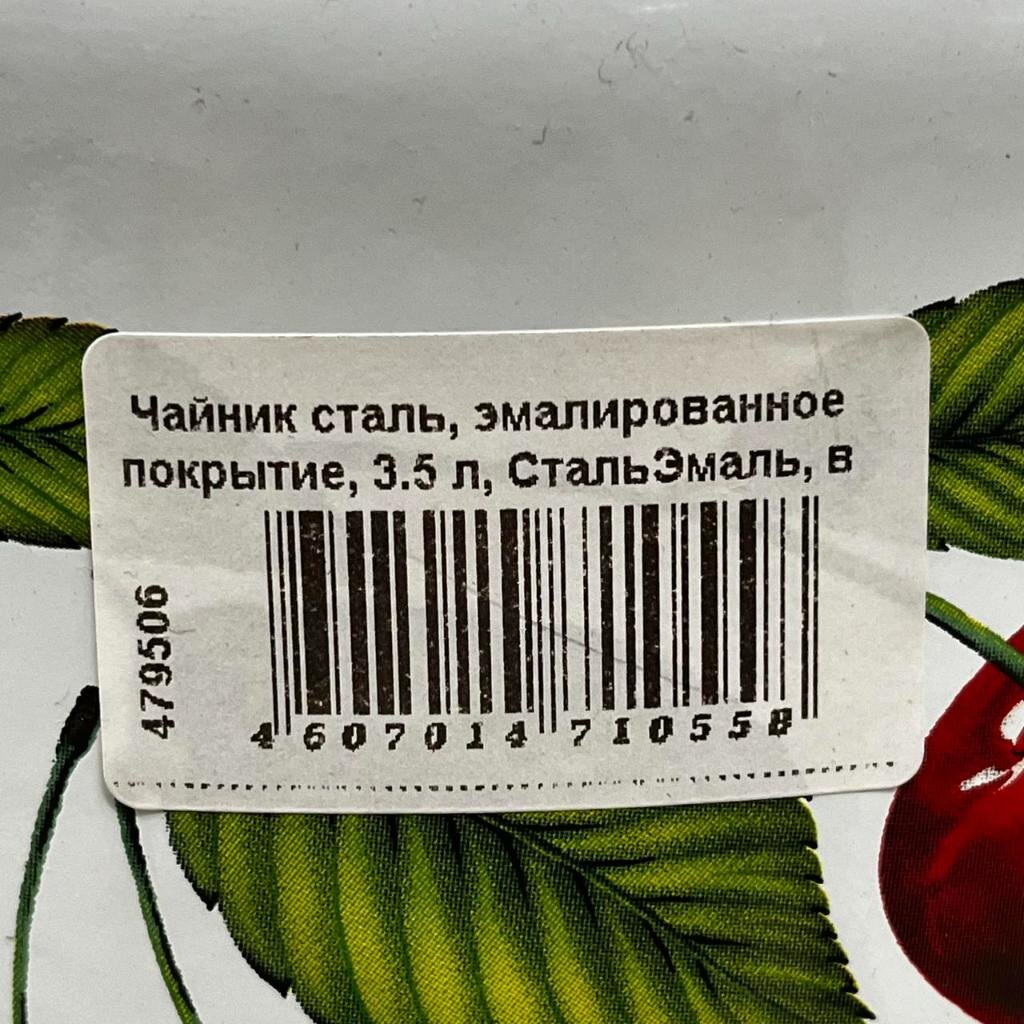 Чайник сталь, эмалированное
покрытие, 3.5 л, СтальЭмаль, в
479506
4 607014 710558